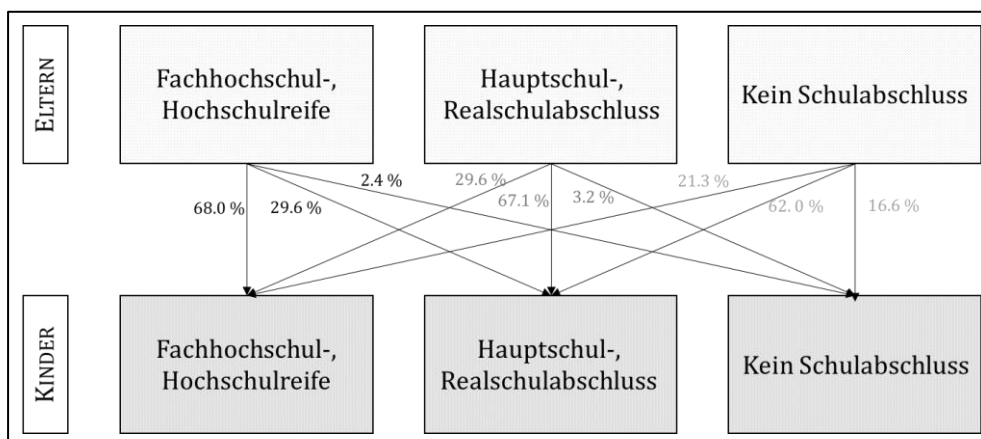 ELTERN
Fachhochschul-,
Hochschulreife
Hauptschul-,
Realschulabschluss
Kein Schulabschluss
68.0 %
29.6 %
2.4 %
29.6 %
67.1 %
3.2 %
21.3 %
62. 0 %
16.6 %
KINDER
Fachhochschul-,
Hochschulreife
Hauptschul-,
Realschulabschluss
Kein Schulabschluss